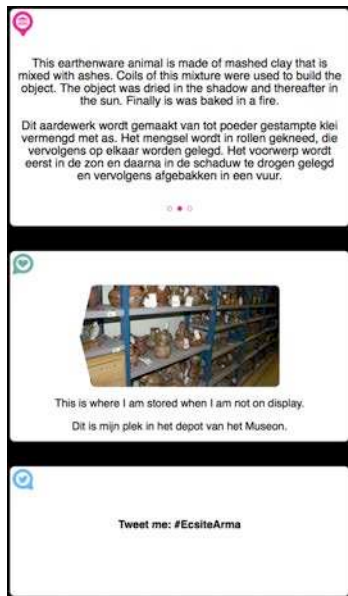 This earthenware animal is made of mashed clay that is
mixed with ashes. Coils of this mixture were used to build the
object. The object was dried in the shadow and thereafter in
the sun. Finally is was baked in a fire.
Dit aardewerk wordt gemaakt van tot poeder gestampte klei
vermengd met as. Het mengsel wordt in rollen gekneed, die
vervolgens op elkaar worden gelegd. Het voorwerp wordt
eerst in de zon en daarna in de schaduw te drogen gelegd
en vervolgens afgebakken in een vuur.
This is where I am stored when I am not on display.
Dit is mijn plek in het depot van het Museon.
Tweet me: #EcsiteArma